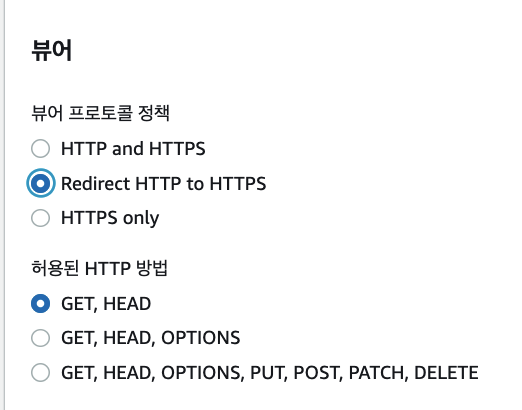 뷰어
뷰어 프로토콜 정책
HTTP and HTTPS
Redirect HTTP to HTTPS
HTTPS only
허용된 HTTP 방법
GET, HEAD
GET, HEAD, OPTIONS
GET, HEAD, OPTIONS, PUT, POST, PATCH, DELETE